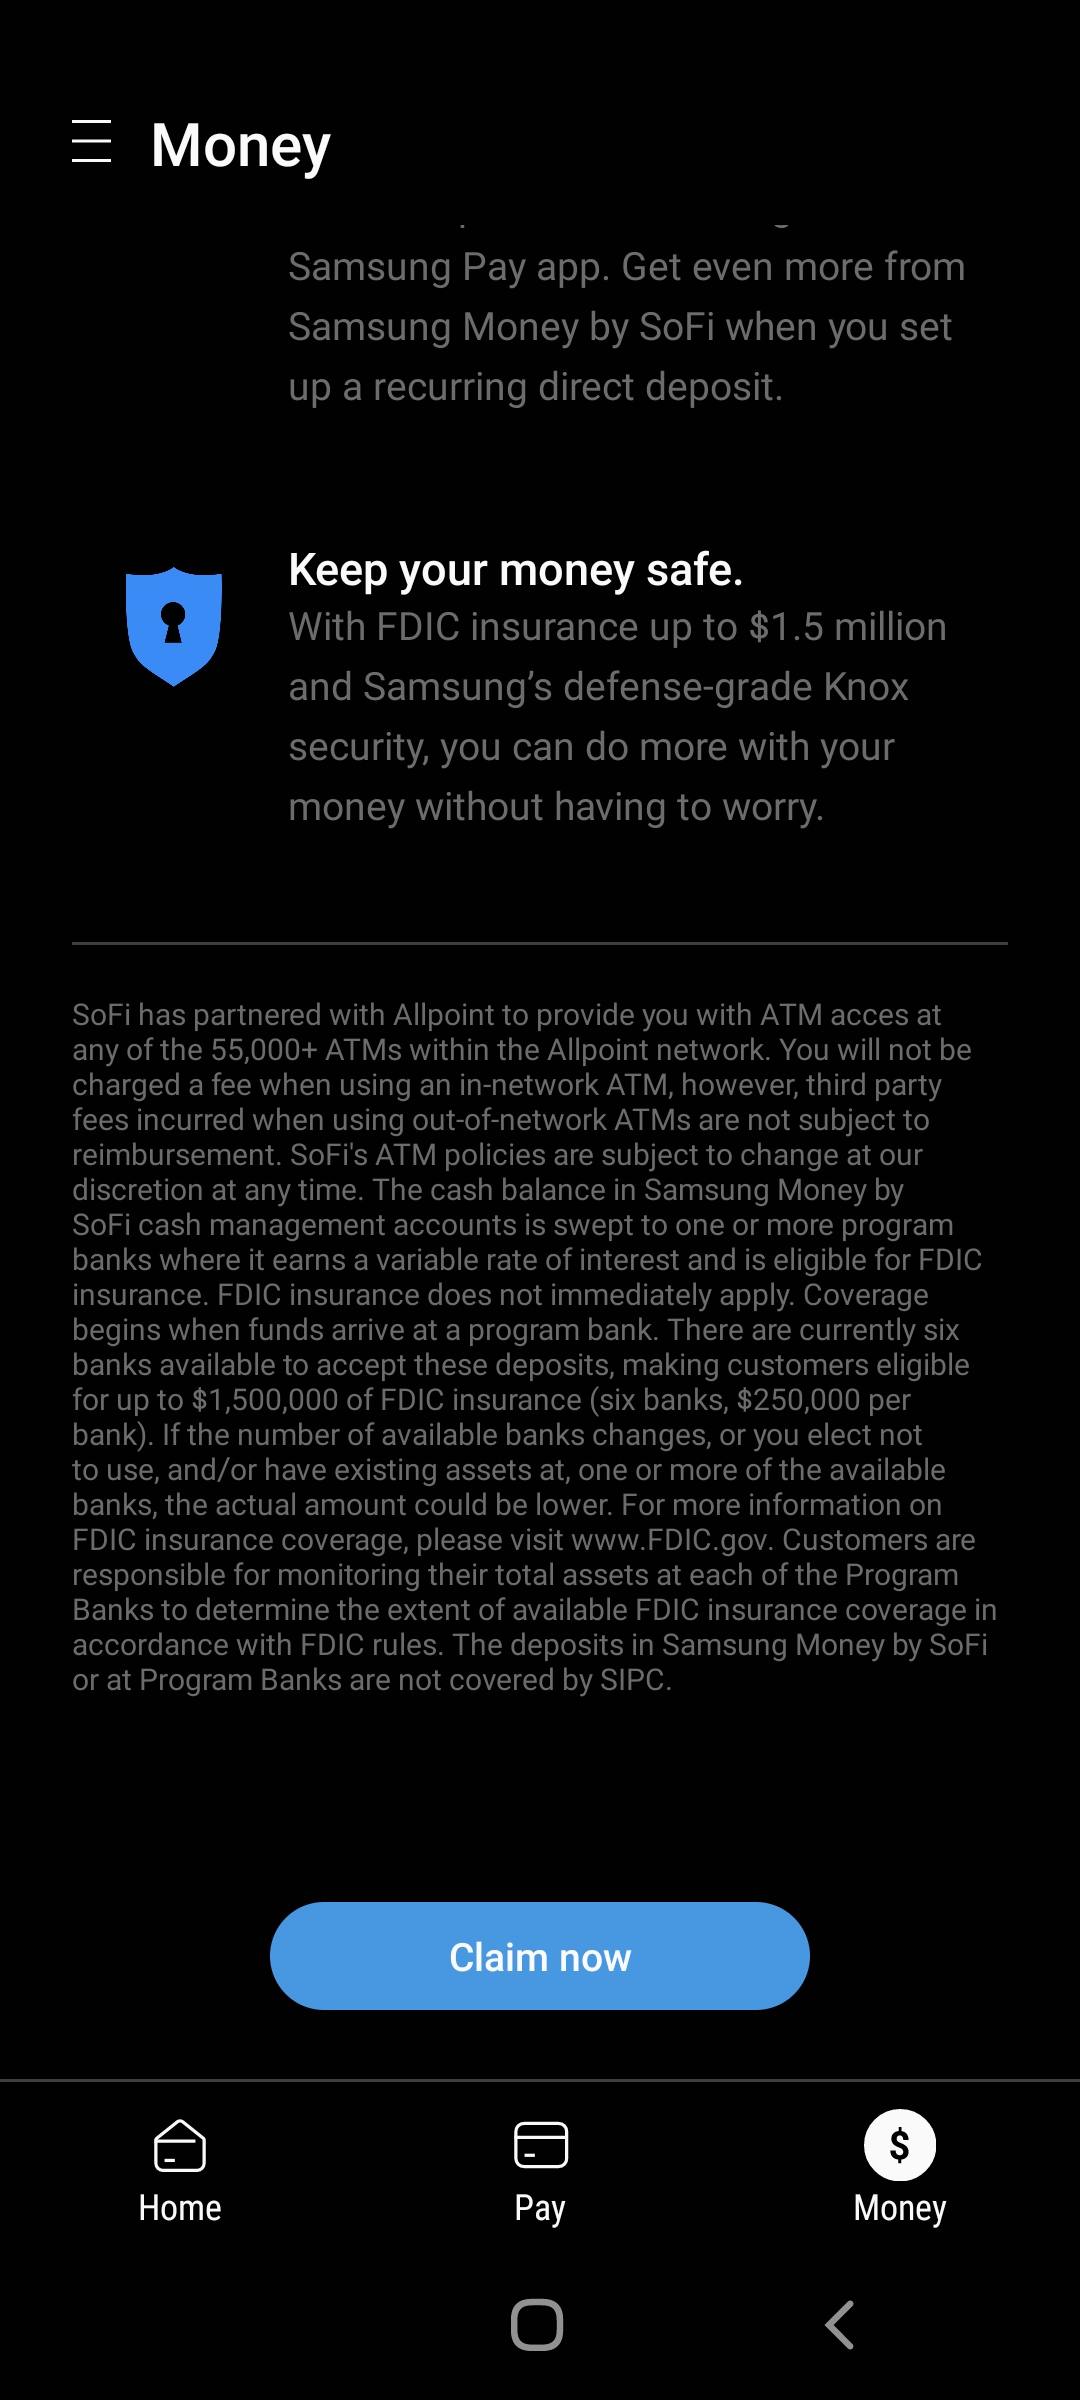 Money
Samsung Pay app. Get even more from
Samsung Money by SoFi when you set
up a recurring direct deposit.
Keep your money safe.
With FDIC insurance up to $1.5 million
and Samsung’s defense-grade Knox
security, you can do more with your
money without having to worry.
SoFi has partnered with Allpoint to provide you with ATM acces at
any of the 55,000+ ATMs within the Allpoint network. You will not be
charged a fee when using an in-network ATM, however, third party
fees incurred when using out-of-network ATMs are not subject to
reimbursement. SoFi's ATM policies are subject to change at our
discretion at any time. The cash balance in Samsung Money by
SoFi cash management accounts is swept to one or more program
banks where it earns a variable rate of interest and is eligible for FDIC
insurance. FDIC insurance does not immediately apply. Coverage
begins when funds arrive at a program bank. There are currently six
banks available to accept these deposits, making customers eligible
for up to $1,500,000 of FDIC insurance (six banks, $250,000 per
bank). If the number of available banks changes, or you elect not
to use, and/or have existing assets at, one or more of the available
banks, the actual amount could be lower. For more information on
FDIC insurance coverage, please visit www.FDIC.gov. Customers are
responsible for monitoring their total assets at each of the Program
Banks to determine the extent of available FDIC insurance coverage in
accordance with FDIC rules. The deposits in Samsung Money by SoFi
or at Program Banks are not covered by SIPC.
Claim now
$
Home
Pay
Money